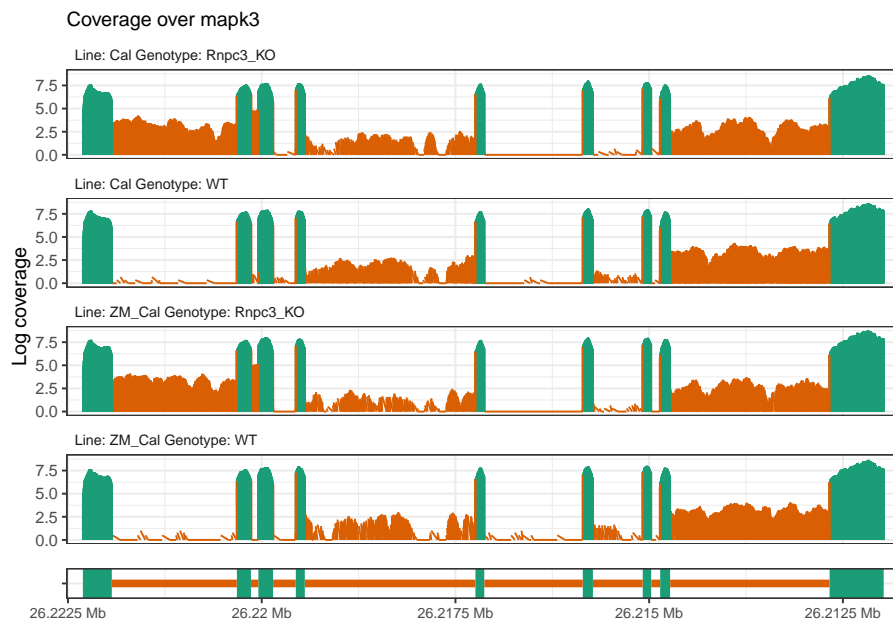 Coverage over mapk3
Line: Cal Genotype: Rnpc3_KO
7.5
5.0
2.5
0.0
Line: Cal Genotype: WT
7.5
5.0
2.5
0.0
Log coverage
Line: ZM_Cal Genotype: Rnpc3_KO
7.5
5.0
2.5
0.0
Line: ZM_Cal Genotype: WT
7.5
5.0
2.5
0.0
26.2225 Mb 26.22 Mb 26.2175 Mb 26.215 Mb 26.2125 Mb